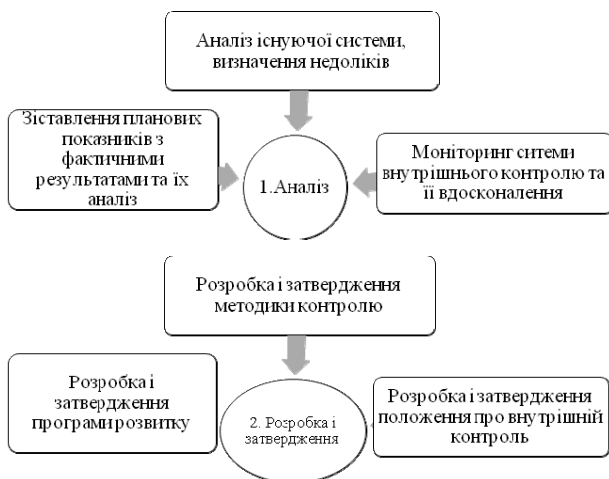 Аналіз існуючої системи,
визначення недоліків
Зіставлення планових
показників з
фактичними
результатами та їх
аналіз
1.Аналіз
Моніторинг ситеми
внутрішнього контролю та
її вдосконалення
Розробка і затвердження
методики контролю
Розробка і
затвердження
програми розвитку
2. Розробка і
затвердження
Розробка і затвердження
положення про внутрішній
контроль